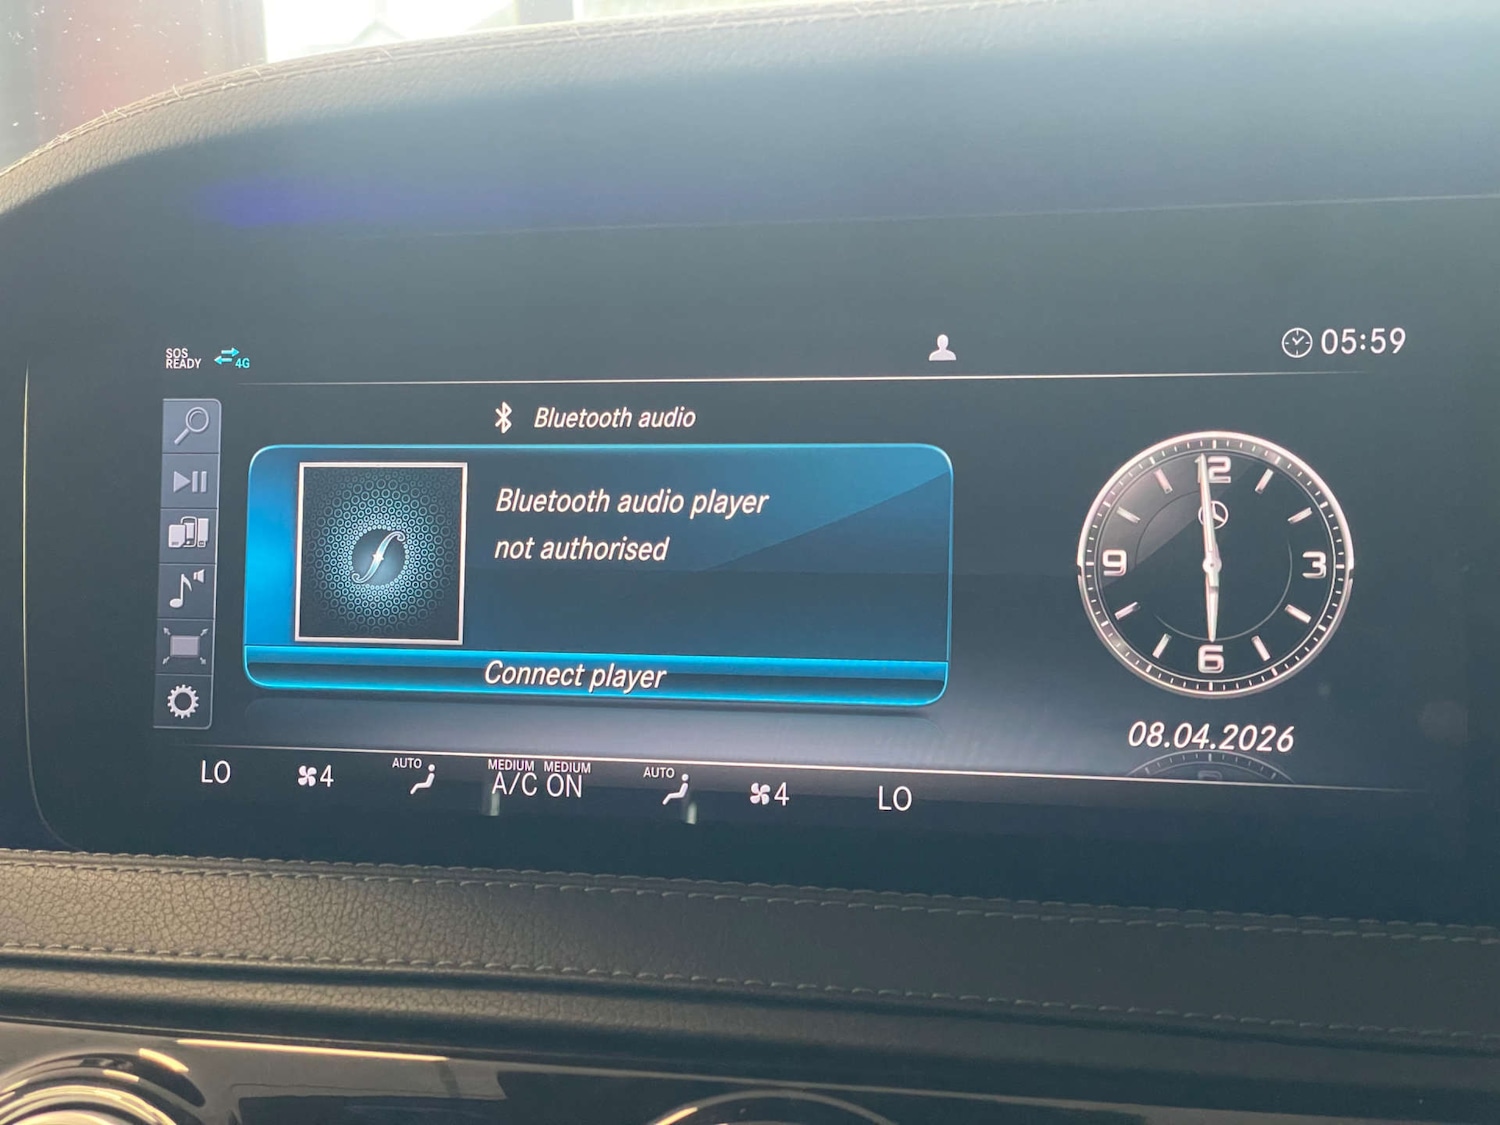 SOS
READY
4G
05:59
Bluetooth audio
Bluetooth audio player
not authorised
Connect player
12
9
3
6
08.04.2026
LO
4
AUTO
MEDIUM MEDIUM
A/C ON
AUTO
4
LO